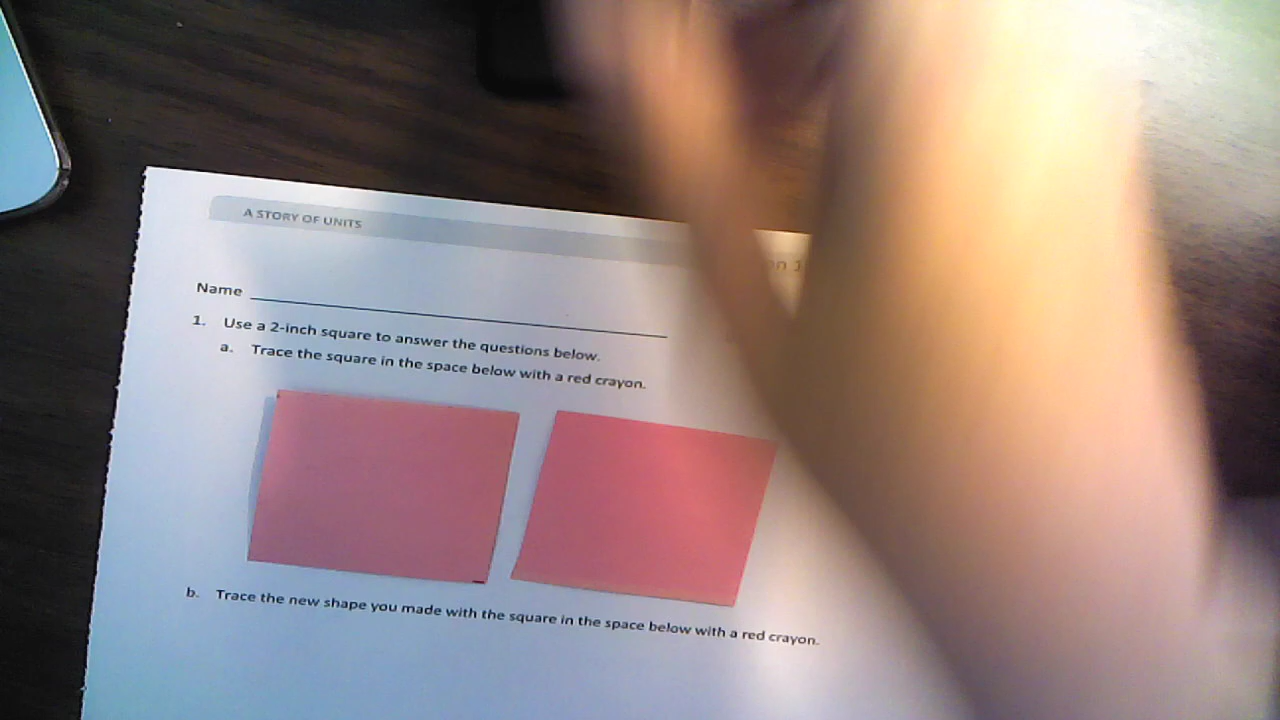 A STORY OF UNITS
Name
1. Use a 2-inch square to answer the questions below.
a. Trace the square in the space below with a red crayon.
b. Trace the new shape you made with the square in the space below with a red crayon.